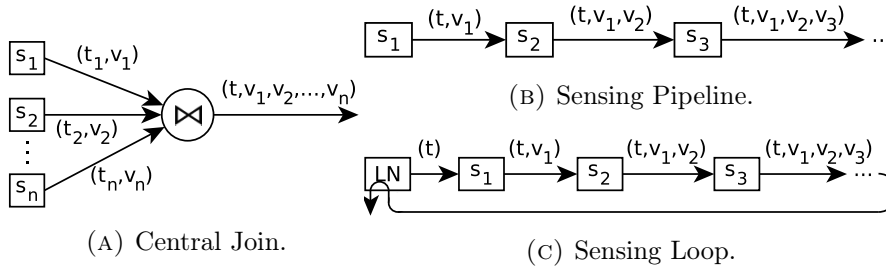 s1
(t1,v1)
s2
(t2,v2)
⋮
sn
(tn,vn)
⋈
(t,v1,v2,...,vn)
(A) Central Join.
s1
(t,v1)
s2
(t,v1,v2)
s3
(t,v1,v2,v3)
...
(B) Sensing Pipeline.
LN
(t)
s1
(t,v1)
s2
(t,v1,v2)
s3
(t,v1,v2,v3)
...
(C) Sensing Loop.